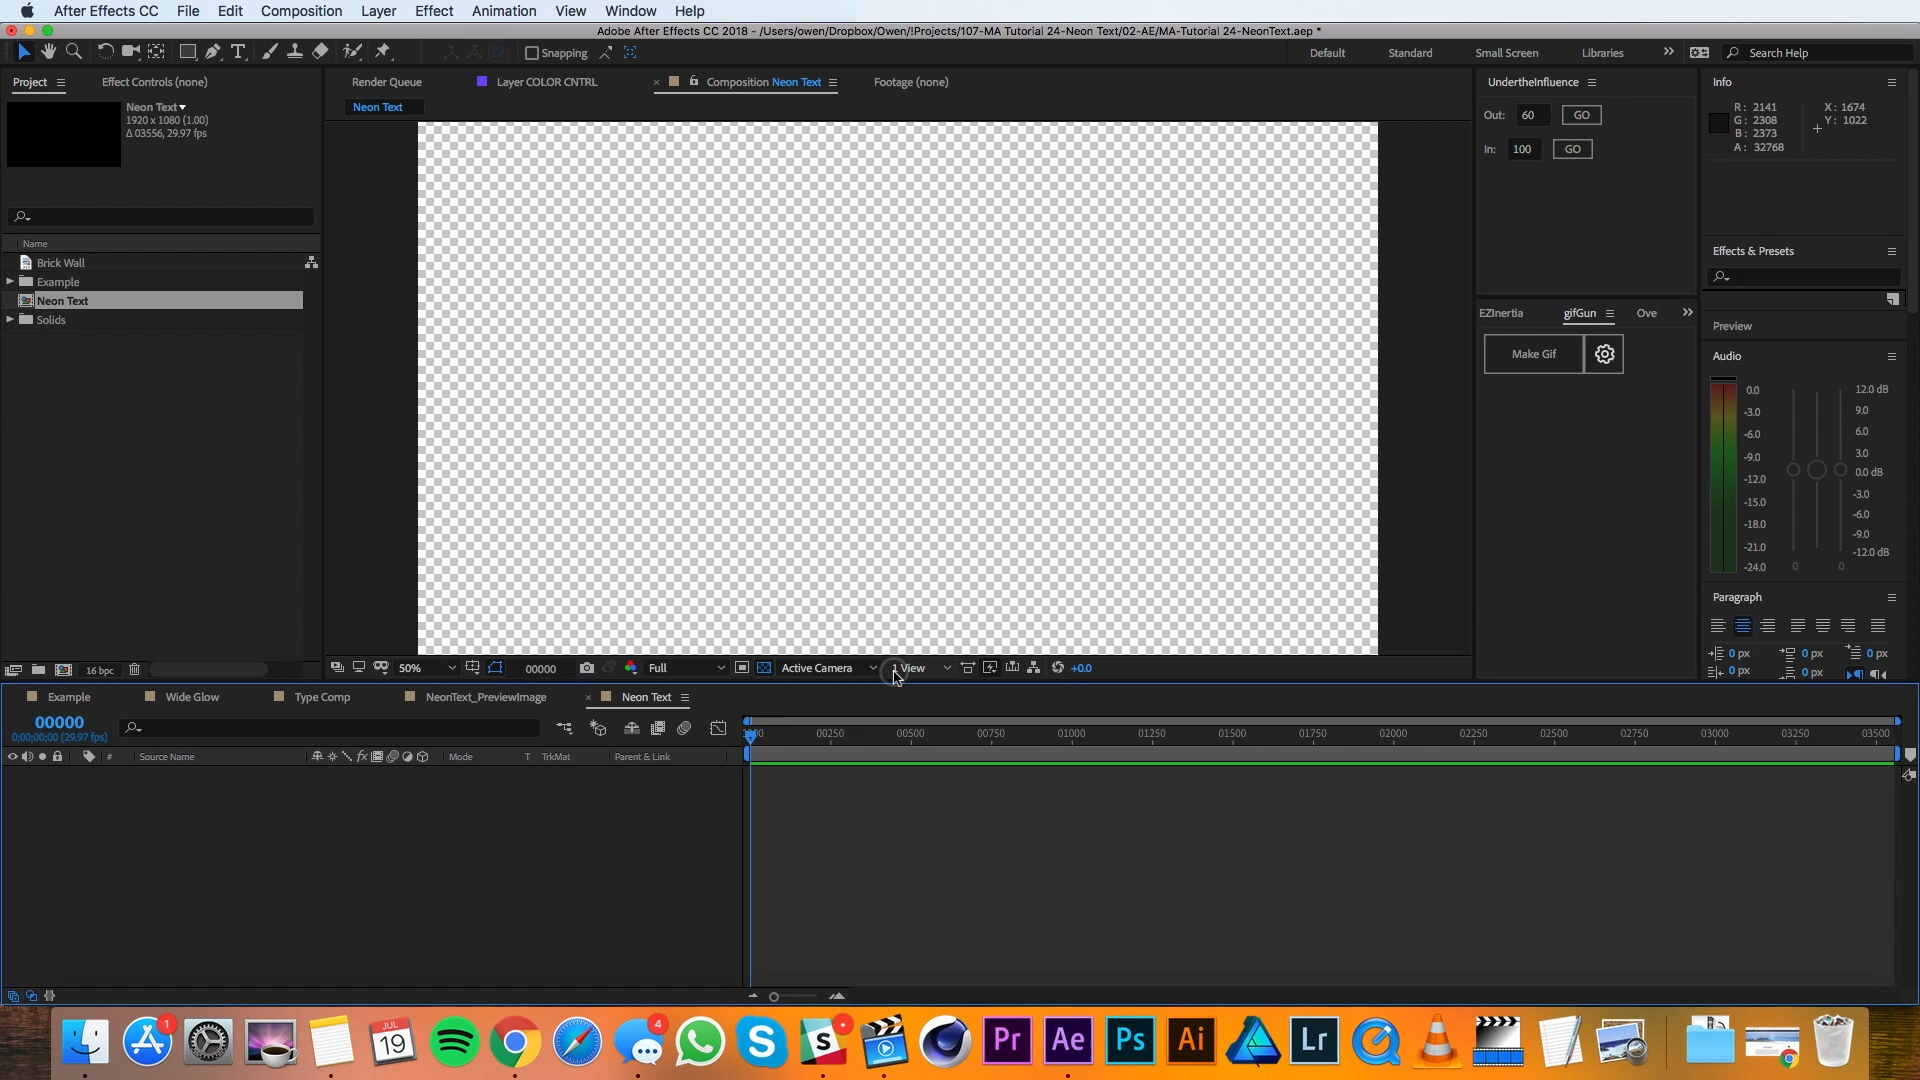 After Effects CC File Edit Composition Layer Effect Animation View Window Help
Adobe After Effects CC 2018 - /Users/owen/Dropbox/Owen/!Projects/107-MA Tutorial 24-Neon Text/02-AE/MA-Tutorial 24-NeonText.aep *
Snapping Default Standard Small Screen Libraries Search Help
Project Effect Controls (none) Render Queue Layer COLOR CNTRL Composition Neon Text Footage (none) UndertheInfluence Info
Neon Text
1920 x 1080 (1.00)
Δ 03556, 29.97 fps
Neon Text
Out: 60 GO
In: 100 GO
R: 2141
G: 2308
B: 2373
A: 32768
X: 1674
Y: 1022
Name
Brick Wall
Example
Neon Text
Solids
Effects & Presets
EZInertia gifGun Ove
Make Gif
Preview
Audio
0.0
-3.0
-6.0
-9.0
-12.0
-15.0
-18.0
-21.0
-24.0
12.0 dB
9.0
6.0
3.0
0.0 dB
-3.0
-6.0
-9.0
-12.0 dB
0 0
Paragraph
0 px 0 px 0 px
0 px 0 px
16 bpc
50% 00000 Full Active Camera 1 View +0.0
Example Wide Glow Type Comp NeonText_PreviewImage Neon Text
00000
0;00;00;00 (29.97 fps)
00250 00500 00750 01000 01250 01500 01750 02000 02250 02500 02750 03000 03250 03500
# Source Name fx Mode T TrkMat Parent & Link
1
JUL
19
4
S
S
Pr
Ae
Ps
Ai
Lr